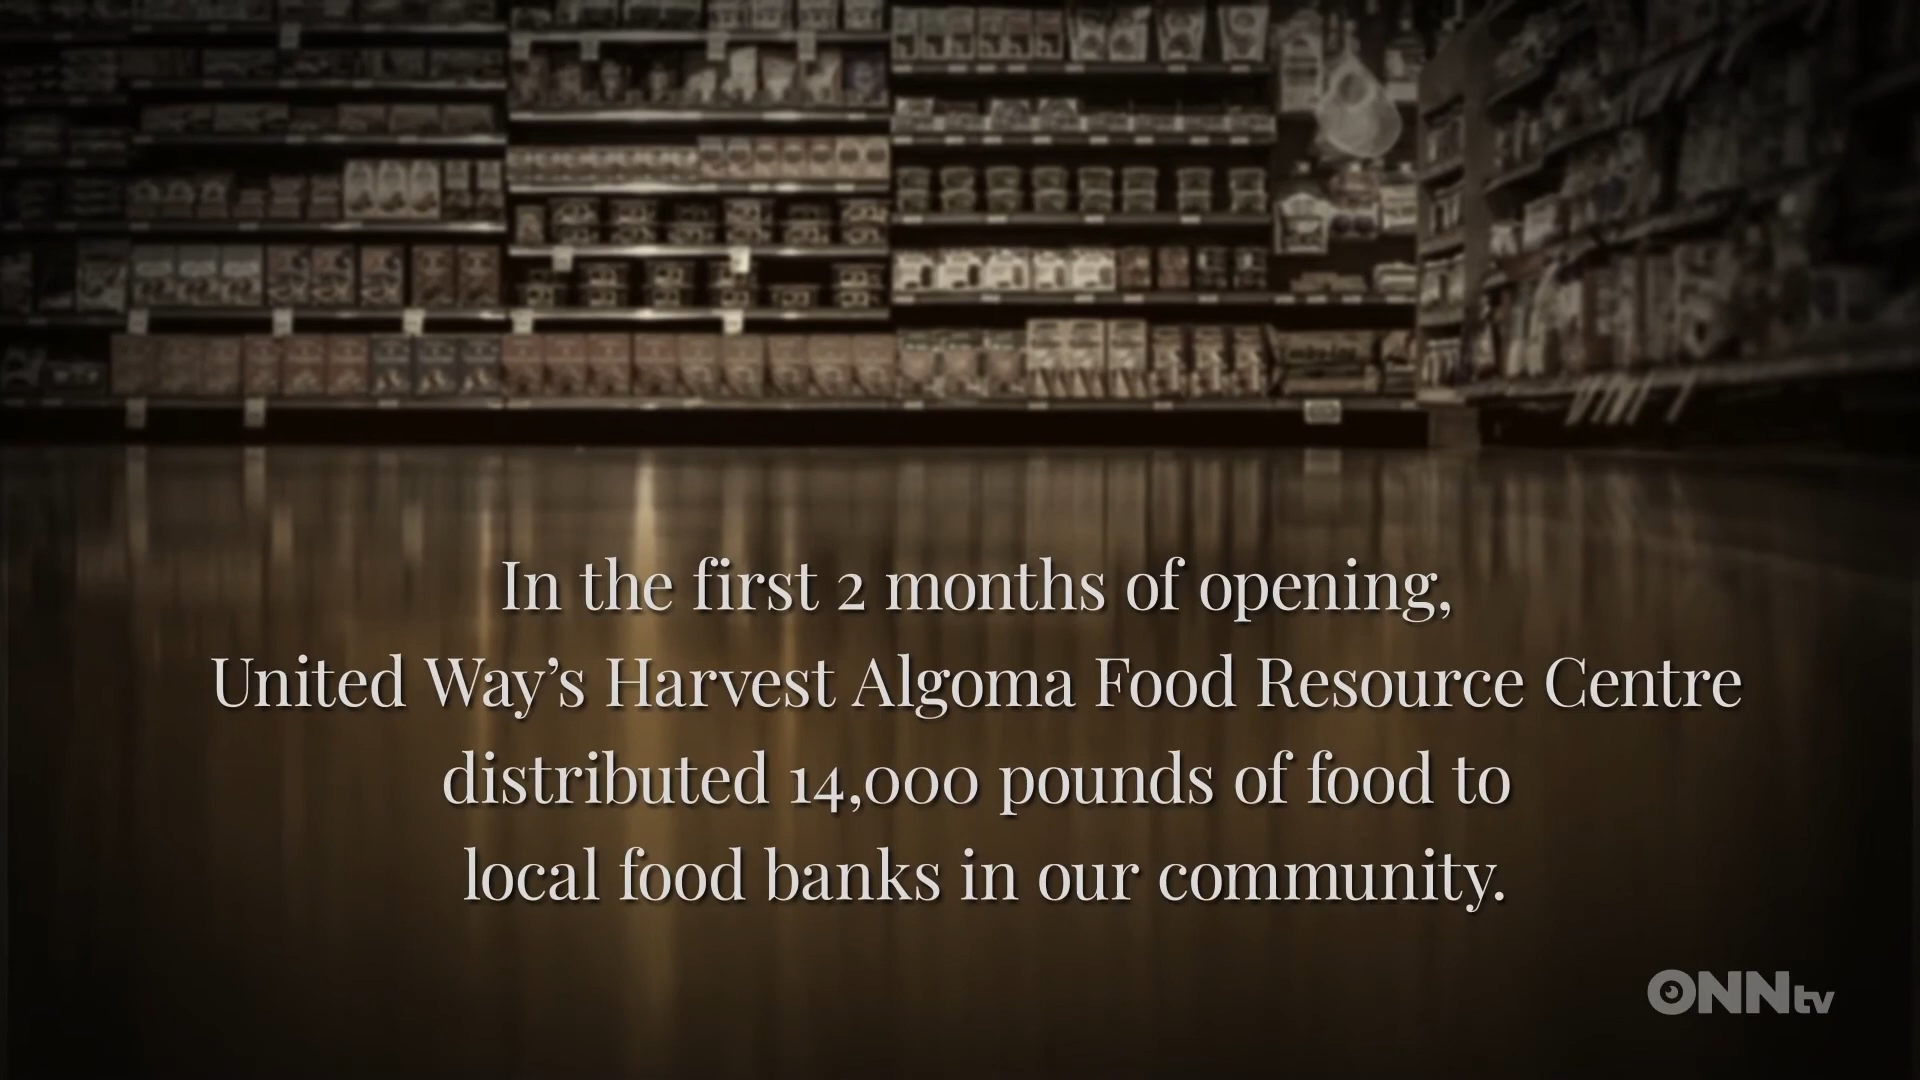 In the first 2 months of opening,
United Way’s Harvest Algoma Food Resource Centre
distributed 14,000 pounds of food to
local food banks in our community.
ONNtv